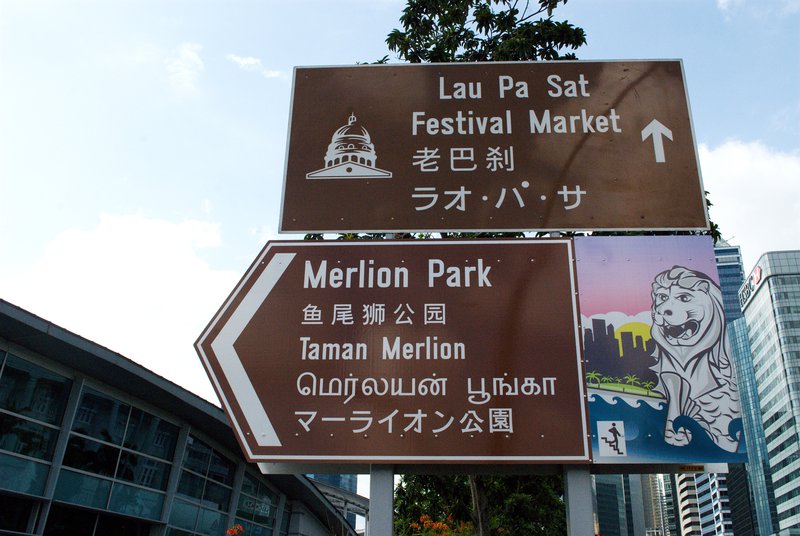 Lau Pa Sat
Festival Market
老巴刹
ラオ・パ・サ
Merlion Park
鱼尾狮公园
Taman Merlion
மெர்லயன் பூங்கா
マーライオン公園